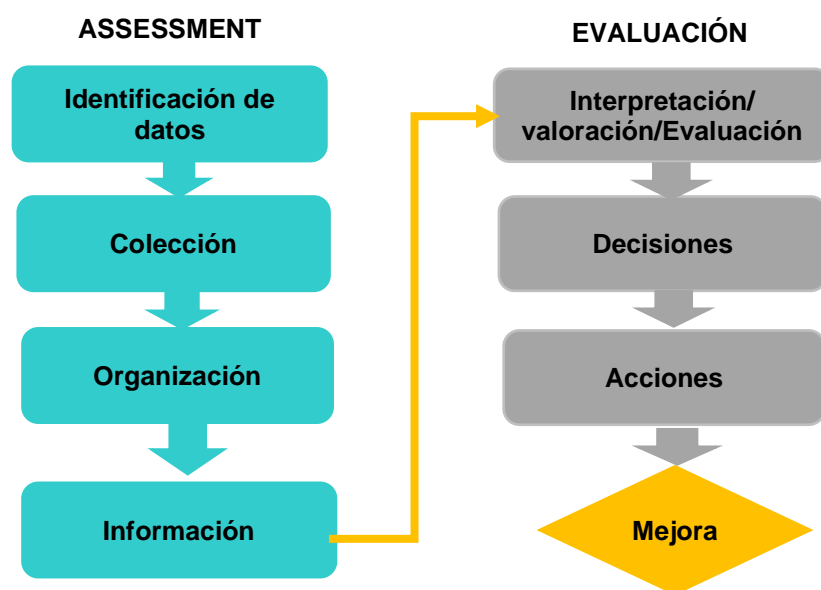 ASSESSMENT
Identificación de
datos
Colección
Organización
Información
EVALUACIÓN
Interpretación/
valoración/Evaluación
Decisiones
Acciones
Mejora